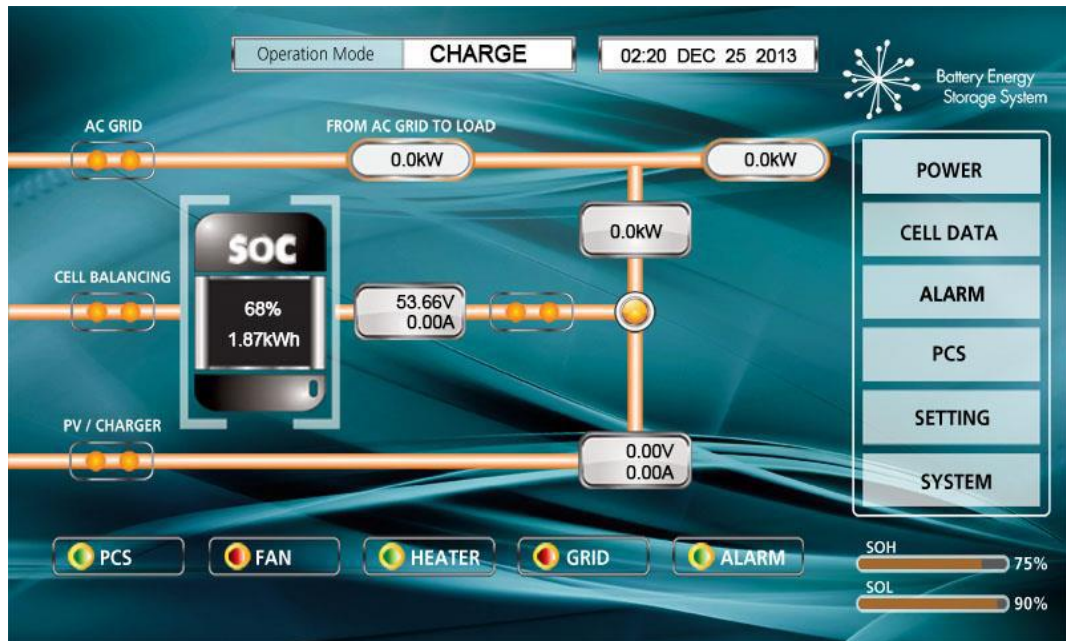 Operation Mode CHARGE 02:20 DEC 25 2013
Battery Energy
Storage System
AC GRID FROM AC GRID TO LOAD
0.0kW 0.0kW
POWER
SOC
0.0kW
CELL DATA
CELL BALANCING
68%
1.87kWh
53.66V
0.00A
ALARM
PCS
PV / CHARGER
SETTING
0.00V
0.00A
SYSTEM
PCS FAN HEATER GRID ALARM
SOH
75%
SOL
90%